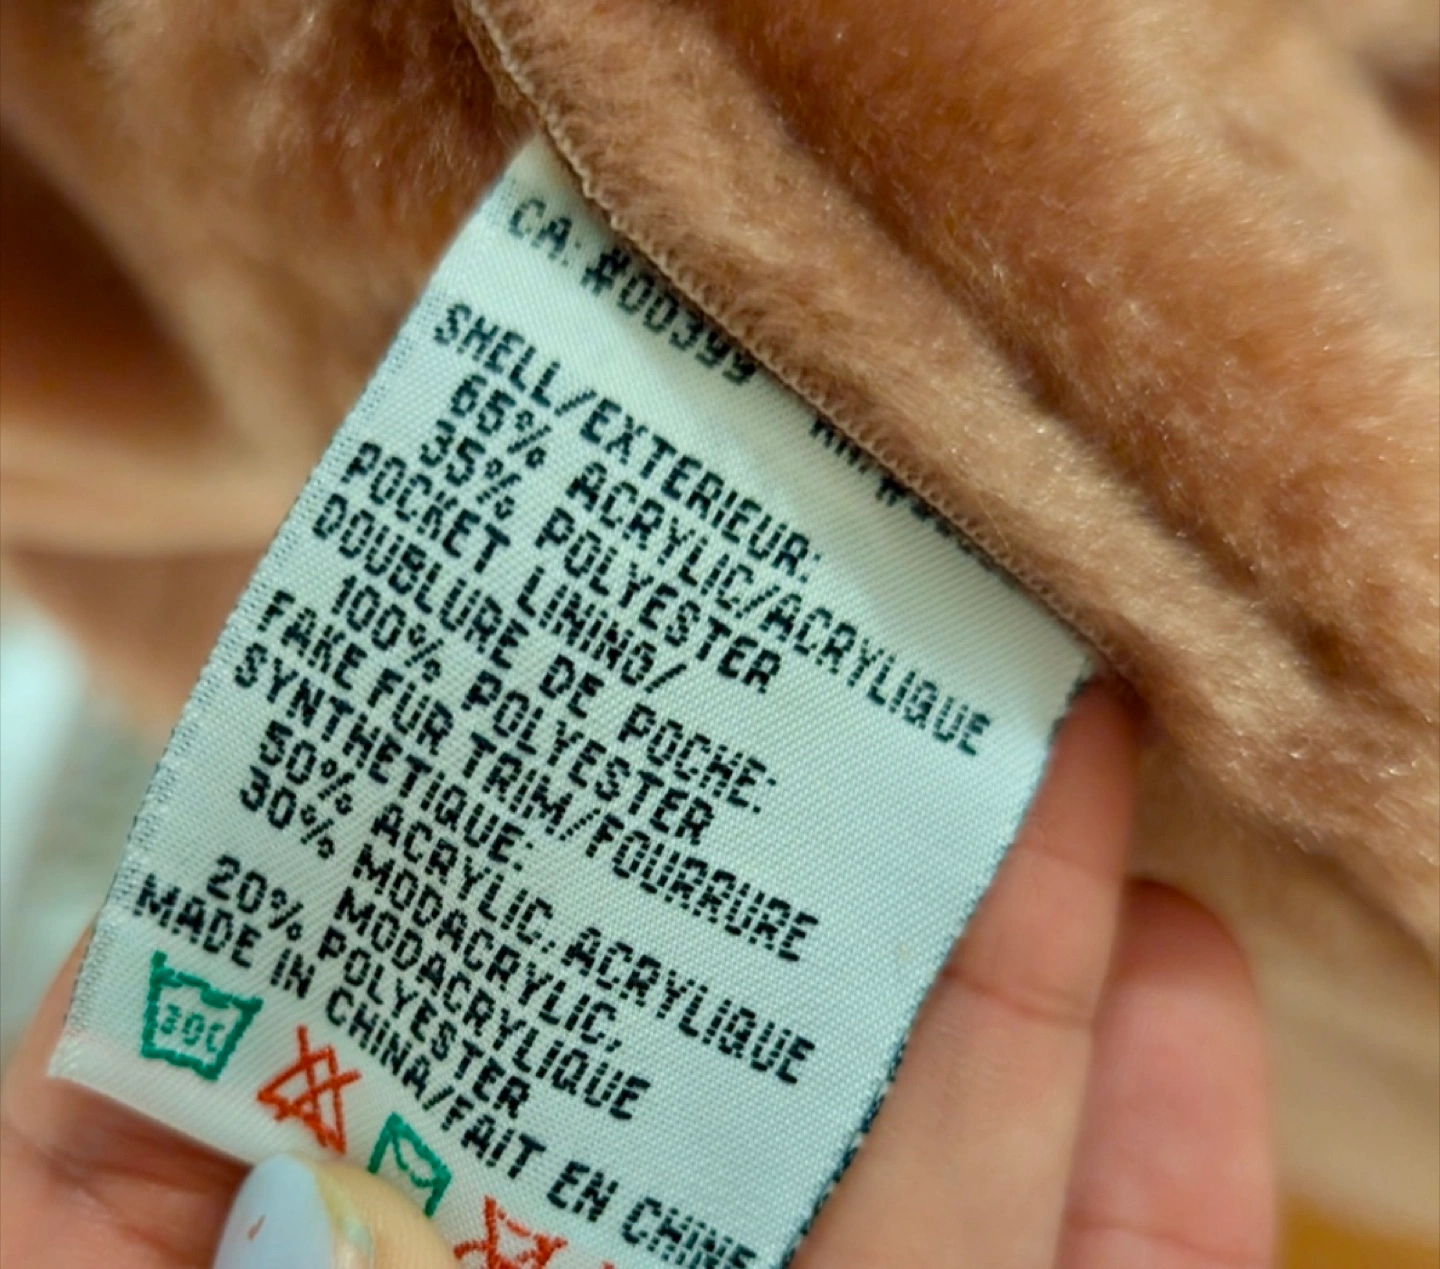 CA: #00399
SHELL/EXTERIEUR:
65% ACRYLIC/ACRYLIQUE
35% POLYESTER
POCKET LINING/
DOUBLURE DE POCHE:
100% POLYESTER
FAKE FUR TRIM/FOURRURE
SYNTHETIQUE:
50% ACRYLIC, ACRYLIQUE
30% MODACRYLIC,
MODACRYLIQUE
20% POLYESTER
MADE IN CHINA/FAIT EN CHINE
30C